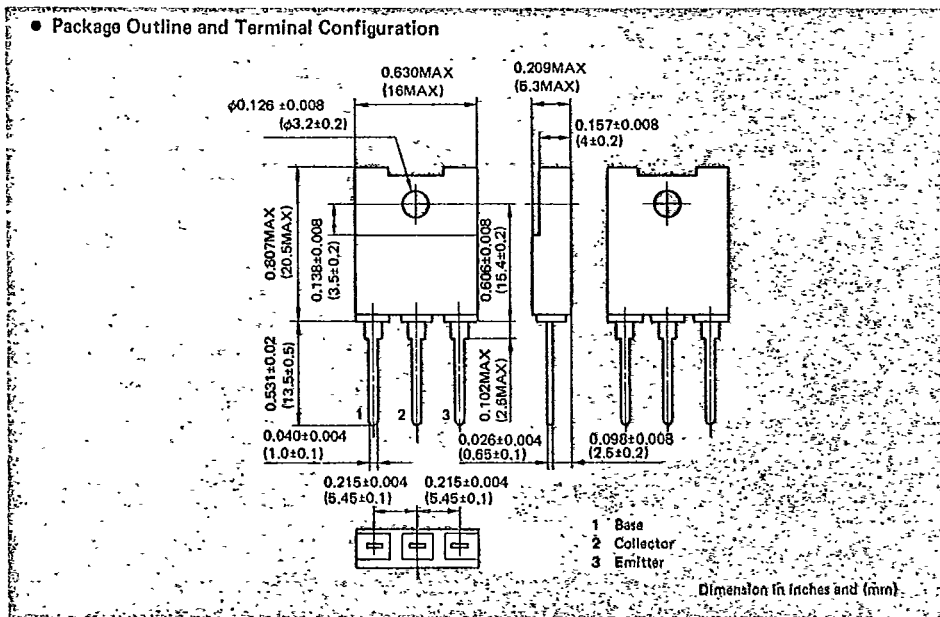 ● Package Outline and Terminal Configuration
0.630MAX
(16MAX)
0.209MAX
(5.3MAX)
φ0.126 ±0.008
(φ3.2±0.2)
0.157±0.008
(4±0.2)
0.807MAX
(20.5MAX)
0.138±0.008
(3.5±0.2)
0.606±0.008
(15.4±0.2)
0.531±0.02
(13.5±0.5)
0.102MAX
(2.6MAX)
1
2
3
0.040±0.004
(1.0±0.1)
0.026±0.004
(0.65±0.1)
0.098±0.008
(2.5±0.2)
0.215±0.004
(5.45±0.1)
0.215±0.004
(5.45±0.1)
1 Base
2 Collector
3 Emitter
Dimension in inches and (mm)